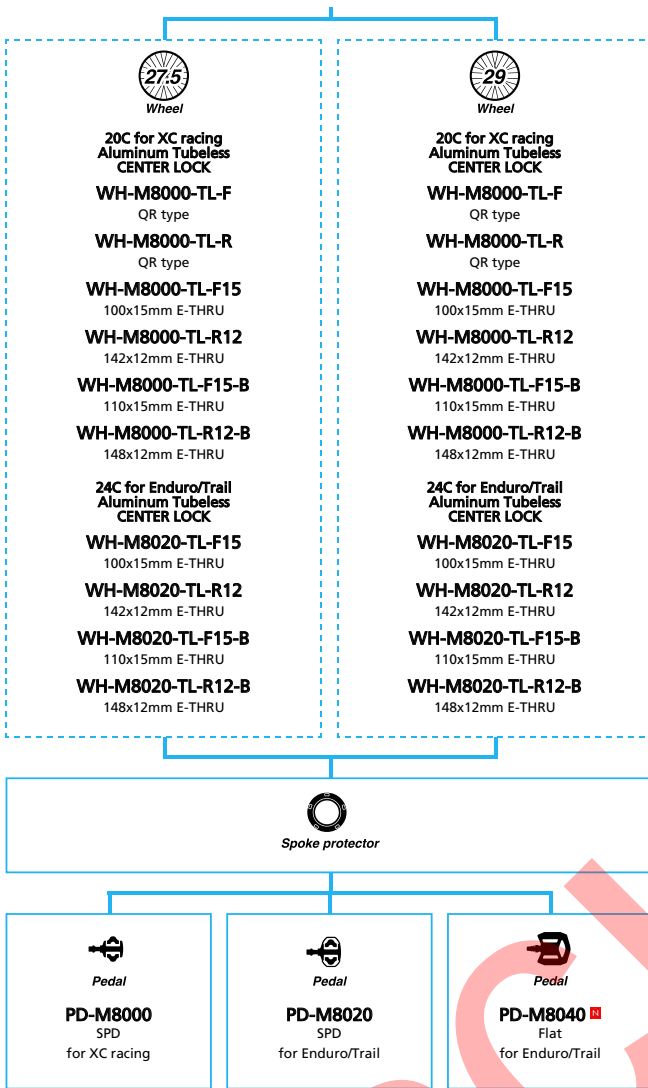 27.5
Wheel
20C for XC racing
Aluminum Tubeless
CENTER LOCK
WH-M8000-TL-F
QR type
WH-M8000-TL-R
QR type
WH-M8000-TL-F15
100x15mm E-THRU
WH-M8000-TL-R12
142x12mm E-THRU
WH-M8000-TL-F15-B
110x15mm E-THRU
WH-M8000-TL-R12-B
148x12mm E-THRU
24C for Enduro/Trail
Aluminum Tubeless
CENTER LOCK
WH-M8020-TL-F15
100x15mm E-THRU
WH-M8020-TL-R12
142x12mm E-THRU
WH-M8020-TL-F15-B
110x15mm E-THRU
WH-M8020-TL-R12-B
148x12mm E-THRU
29
Wheel
20C for XC racing
Aluminum Tubeless
CENTER LOCK
WH-M8000-TL-F
QR type
WH-M8000-TL-R
QR type
WH-M8000-TL-F15
100x15mm E-THRU
WH-M8000-TL-R12
142x12mm E-THRU
WH-M8000-TL-F15-B
110x15mm E-THRU
WH-M8000-TL-R12-B
148x12mm E-THRU
24C for Enduro/Trail
Aluminum Tubeless
CENTER LOCK
WH-M8020-TL-F15
100x15mm E-THRU
WH-M8020-TL-R12
142x12mm E-THRU
WH-M8020-TL-F15-B
110x15mm E-THRU
WH-M8020-TL-R12-B
148x12mm E-THRU
Spoke protector
Pedal
PD-M8000
SPD
for XC racing
Pedal
PD-M8020
SPD
for Enduro/Trail
Pedal
PD-M8040 N
Flat
for Enduro/Trail